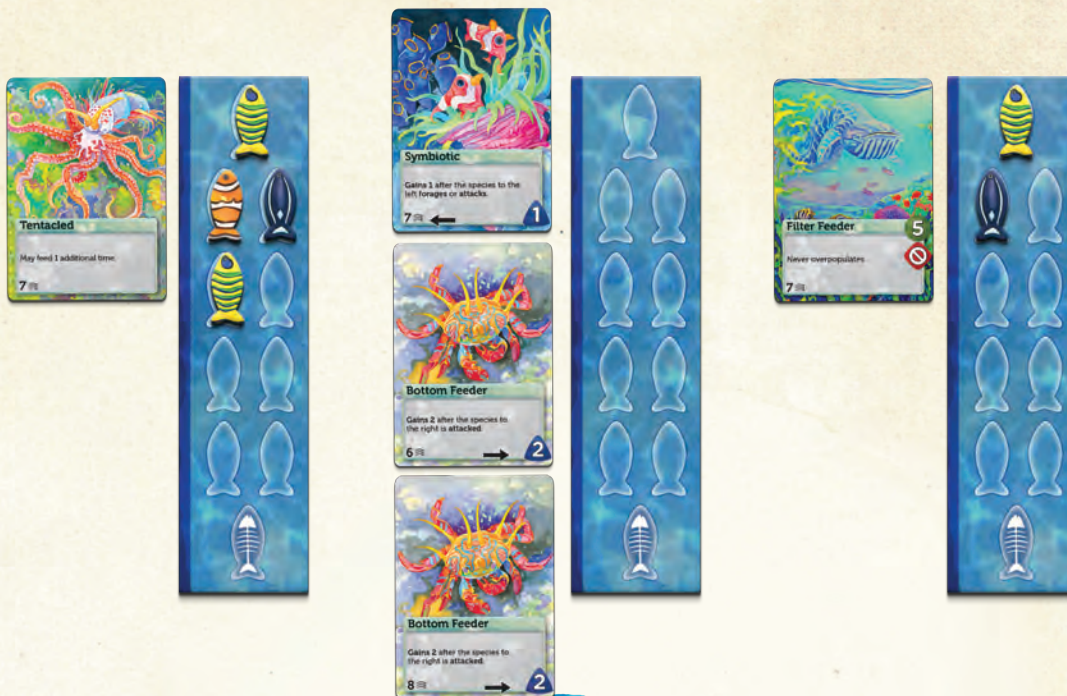 Tentacled
May feed 1 additional time.
7
Symbiotic
Gains 1 after the species to the
left forages or attacks.
7
1
Bottom Feeder
Gains 2 after the species to
the right is attacked.
6
2
Bottom Feeder
Gains 2 after the species to
the right is attacked.
8
2
Filter Feeder
5
Never overpopulates.
7